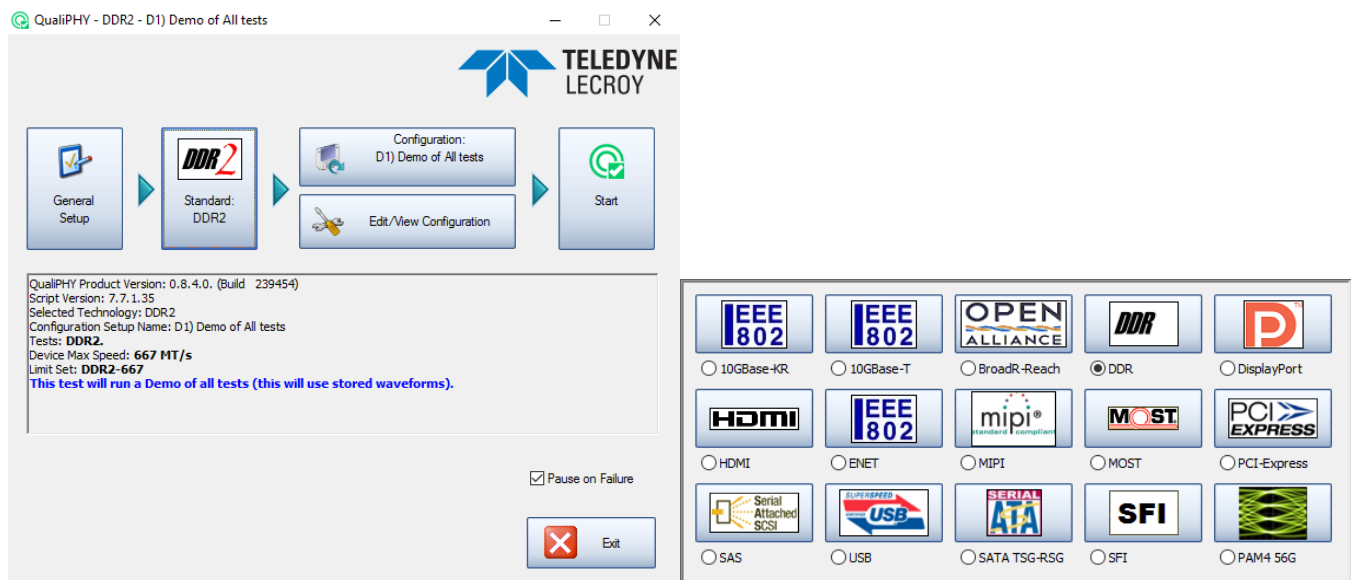 QualiPHY - DDR2 - D1) Demo of All tests
TELEDYNE
LECROY
General
Setup
DDR2
Standard:
DDR2
Configuration:
D1) Demo of All tests
Edit/View Configuration
Start
QualiPHY Product Version: 0.8.4.0. (Build 239454)
Script Version: 7.7.1.35
Selected Technology: DDR2
Configuration Setup Name: D1) Demo of All tests
Tests: DDR2.
Device Max Speed: 667 MT/s
Limit Set: DDR2-667
This test will run a Demo of all tests (this will use stored waveforms).
Pause on Failure
Exit
IEEE
802
IEEE
802
OPEN
ALLIANCE
DDR
D
TM
10GBase-KR
10GBase-T
BroadR-Reach
DDR
DisplayPort
HDMI
IEEE
802
mipi®
standard compliant
MOST
PCI
EXPRESS
HDMI
ENET
MIPI
MOST
PCI-Express
Serial
Attached
SCSI
SUPERSPEED
CERTIFIED USB
SERIAL
ATA
SFI
SAS
USB
SATA TSG-RSG
SFI
PAM4 56G